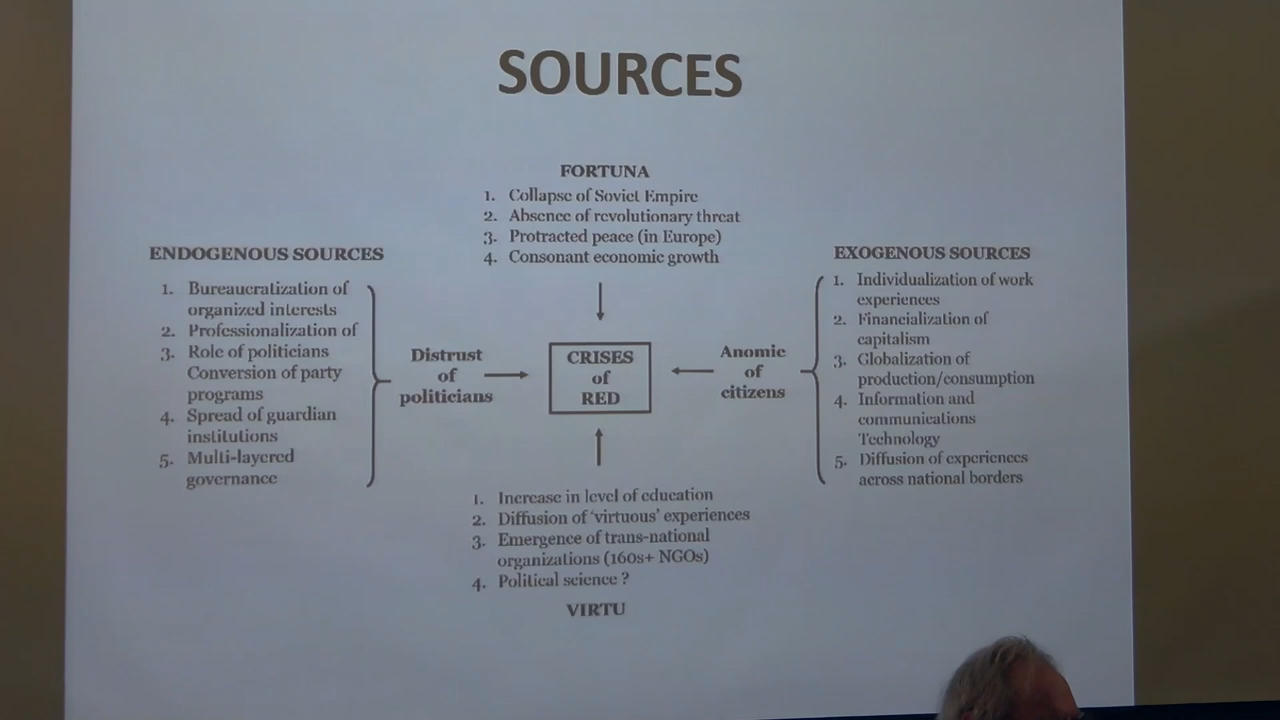 SOURCES
FORTUNA
1. Collapse of Soviet Empire
2. Absence of revolutionary threat
3. Protracted peace (in Europe)
4. Consonant economic growth
ENDOGENOUS SOURCES
1. Bureaucratization of
organized interests
2. Professionalization of
3. Role of politicians
Conversion of party
programs
4. Spread of guardian
institutions
5. Multi-layered
governance
Distrust
of
politicians
CRISES
of
RED
Anomic
of
citizens
EXOGENOUS SOURCES
1. Individualization of work
experiences
2. Financialization of
capitalism
3. Globalization of
production/consumption
4. Information and
communications
Technology
5. Diffusion of experiences
across national borders
1. Increase in level of education
2. Diffusion of 'virtuous' experiences
3. Emergence of trans-national
organizations (160s+ NGOs)
4. Political science ?
VIRTU